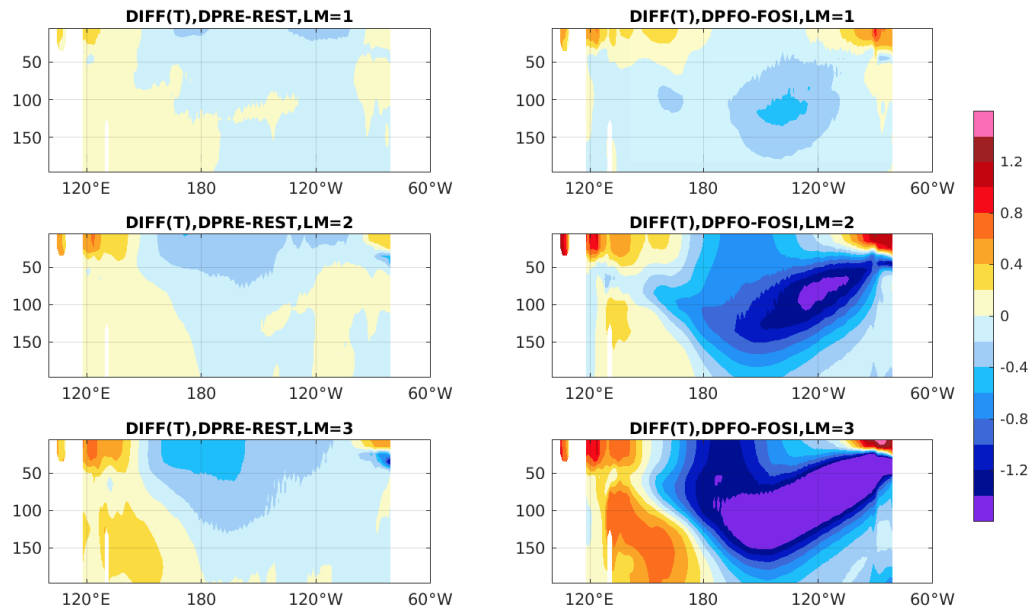 DIFF(T),DPRE-REST,LM=1
50
100
150
120°E 180 120°W 60°W
DIFF(T),DPFO-FOSI,LM=1
50
100
150
120°E 180 120°W 60°W
DIFF(T),DPRE-REST,LM=2
50
100
150
120°E 180 120°W 60°W
DIFF(T),DPFO-FOSI,LM=2
50
100
150
120°E 180 120°W 60°W
DIFF(T),DPRE-REST,LM=3
50
100
150
120°E 180 120°W 60°W
DIFF(T),DPFO-FOSI,LM=3
50
100
150
120°E 180 120°W 60°W
1.2
0.8
0.4
0
-0.4
-0.8
-1.2